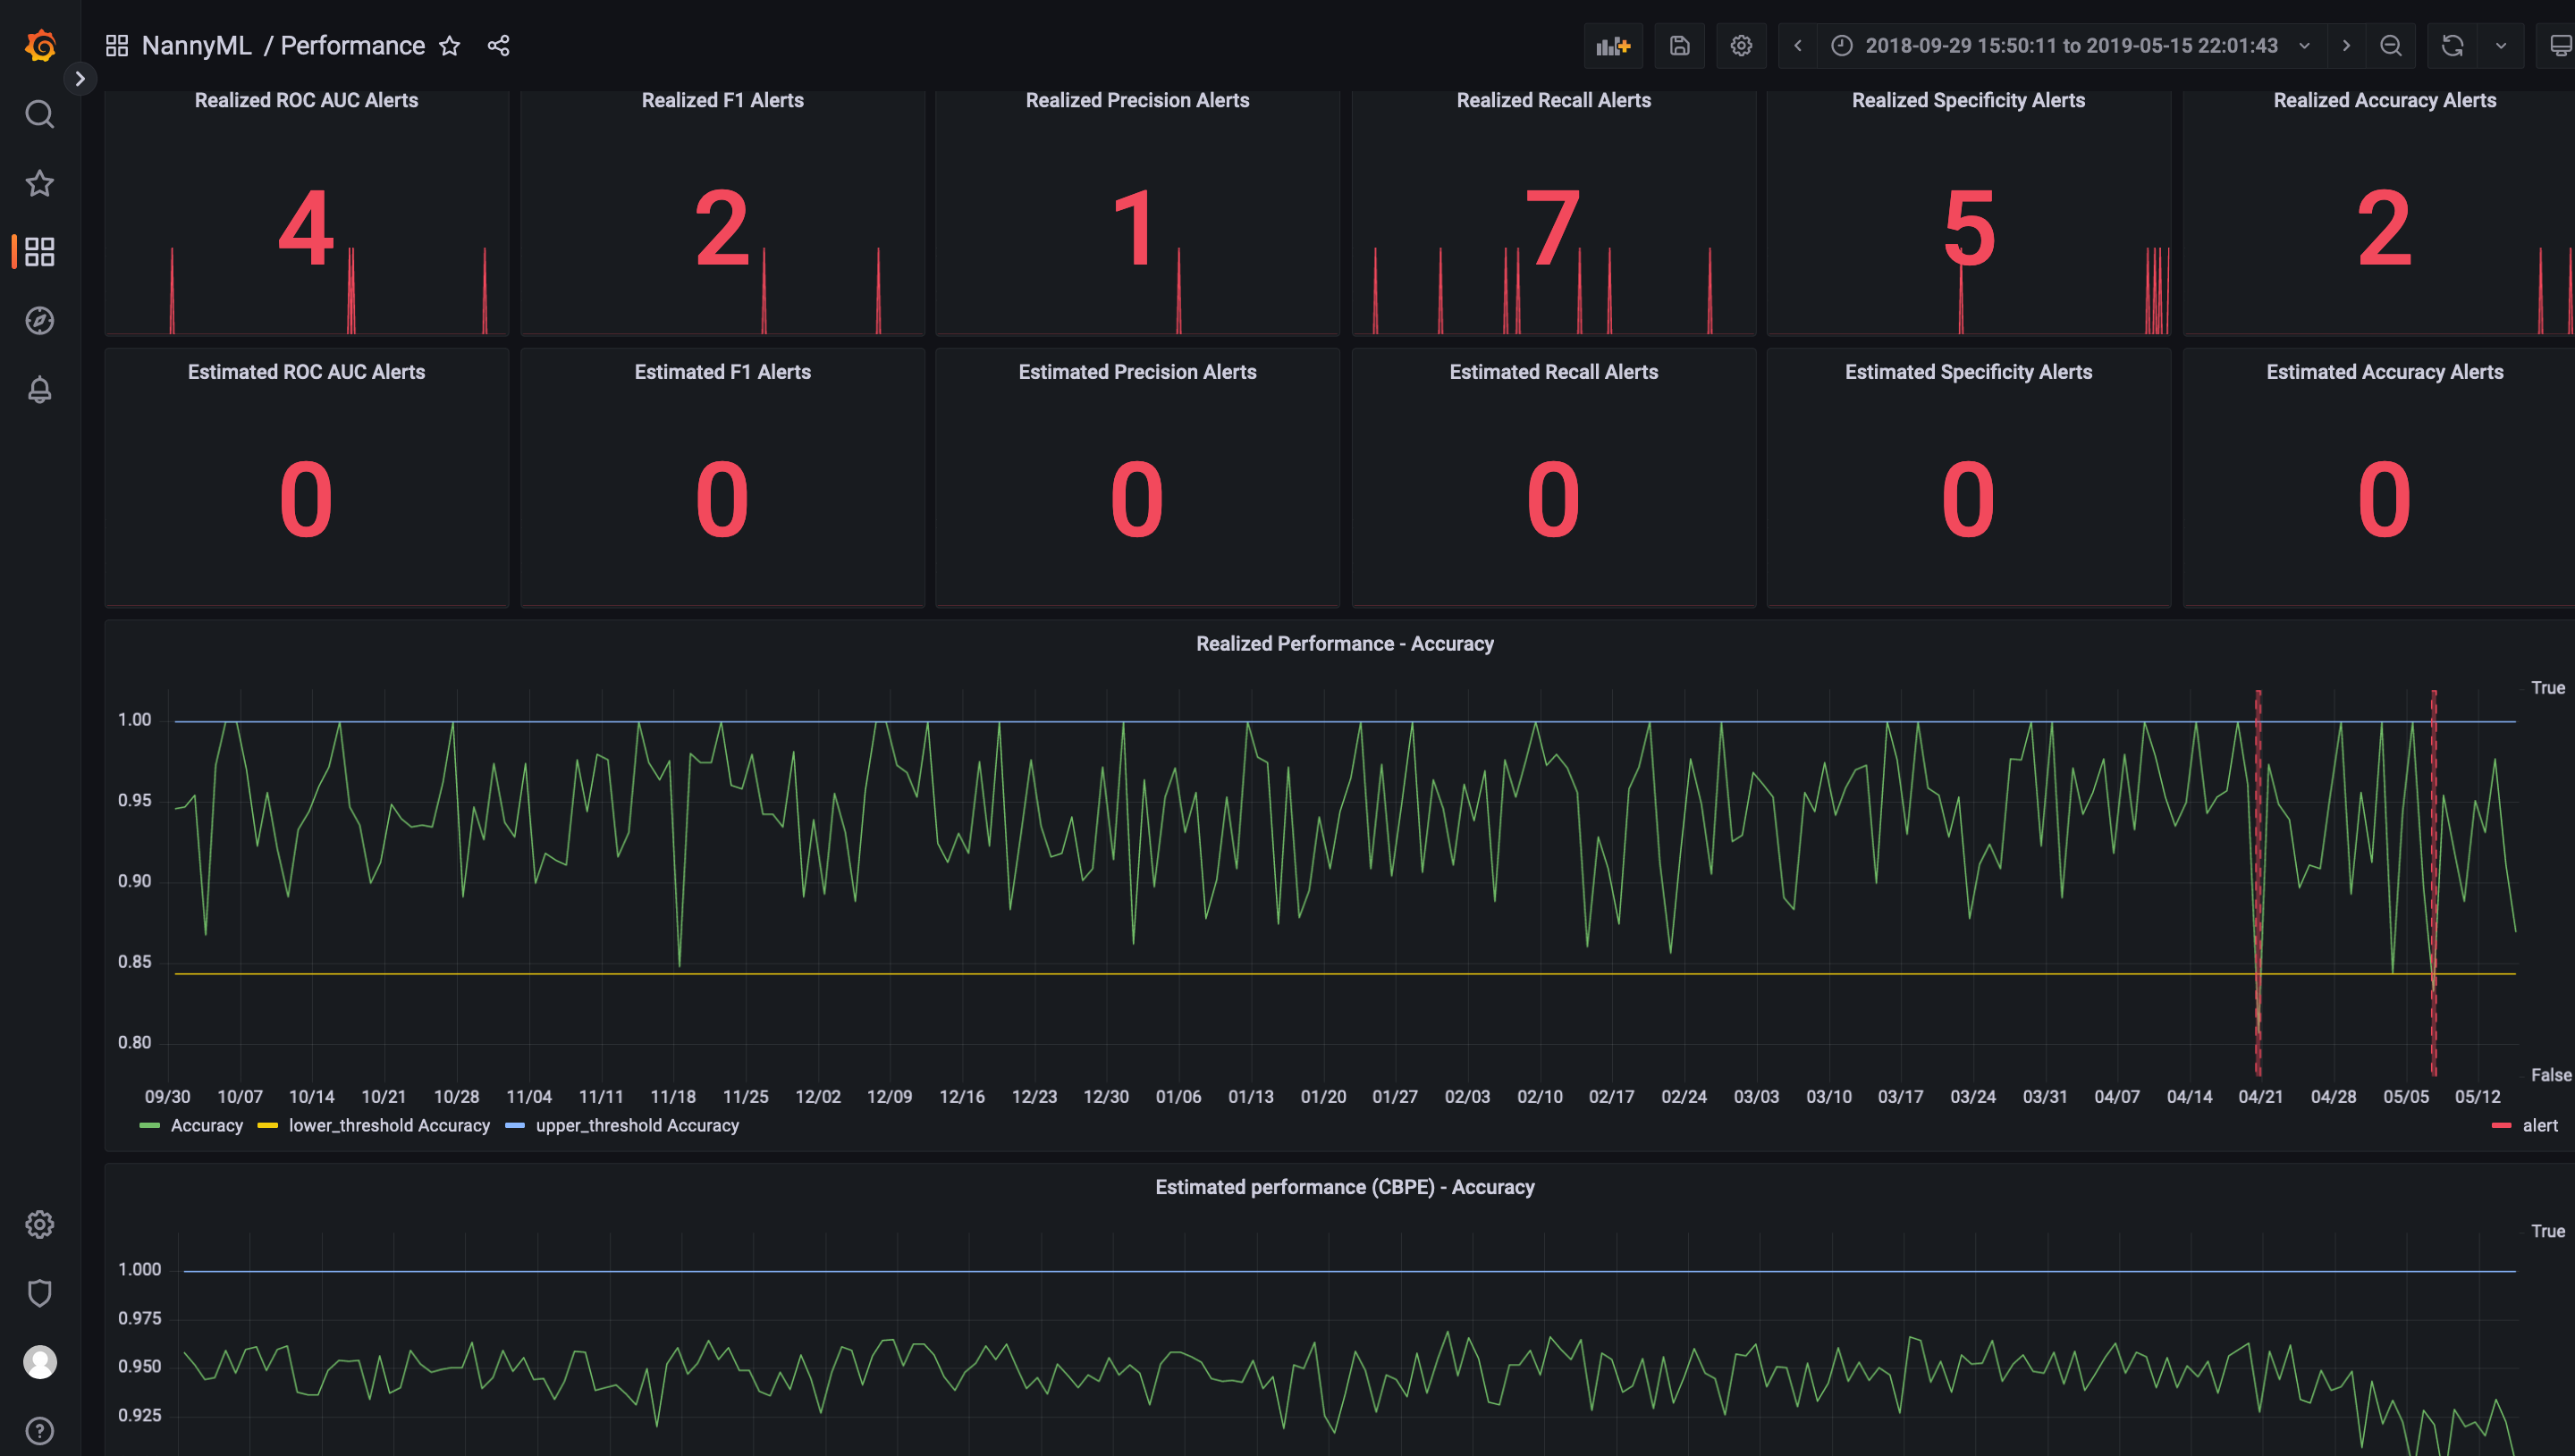 NannyML / Performance
2018-09-29 15:50:11 to 2019-05-15 22:01:43
Realized ROC AUC Alerts
4
Realized F1 Alerts
2
Realized Precision Alerts
1
Realized Recall Alerts
7
Realized Specificity Alerts
5
Realized Accuracy Alerts
2
Estimated ROC AUC Alerts
0
Estimated F1 Alerts
0
Estimated Precision Alerts
0
Estimated Recall Alerts
0
Estimated Specificity Alerts
0
Estimated Accuracy Alerts
0
Realized Performance - Accuracy
True
1.00
0.95
0.90
0.85
0.80
False
09/30 10/07 10/14 10/21 10/28 11/04 11/11 11/18 11/25 12/02 12/09 12/16 12/23 12/30 01/06 01/13 01/20 01/27 02/03 02/10 02/17 02/24 03/03 03/10 03/17 03/24 03/31 04/07 04/14 04/21 04/28 05/05 05/12
Accuracy lower_threshold Accuracy upper_threshold Accuracy alert
Estimated performance (CBPE) - Accuracy
True
1.000
0.975
0.950
0.925